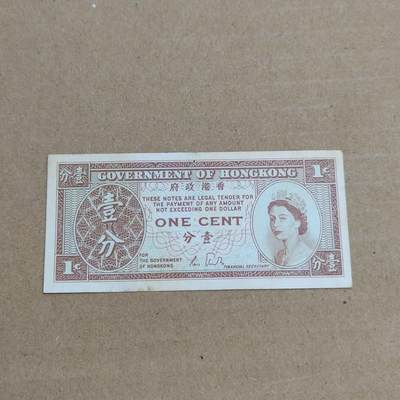 分壹 GOVERNMENT OF HONGKONG 1¢
府政港香
THESE NOTES ARE LEGAL TENDER FOR
THE PAYMENT OF ANY AMOUNT
NOT EXCEEDING ONE DOLLAR
壹
分
ONE CENT
分壹
FOR
THE GOVERNMENT
OF HONGKONG
FINANCIAL SECRETARY
1¢
分壹